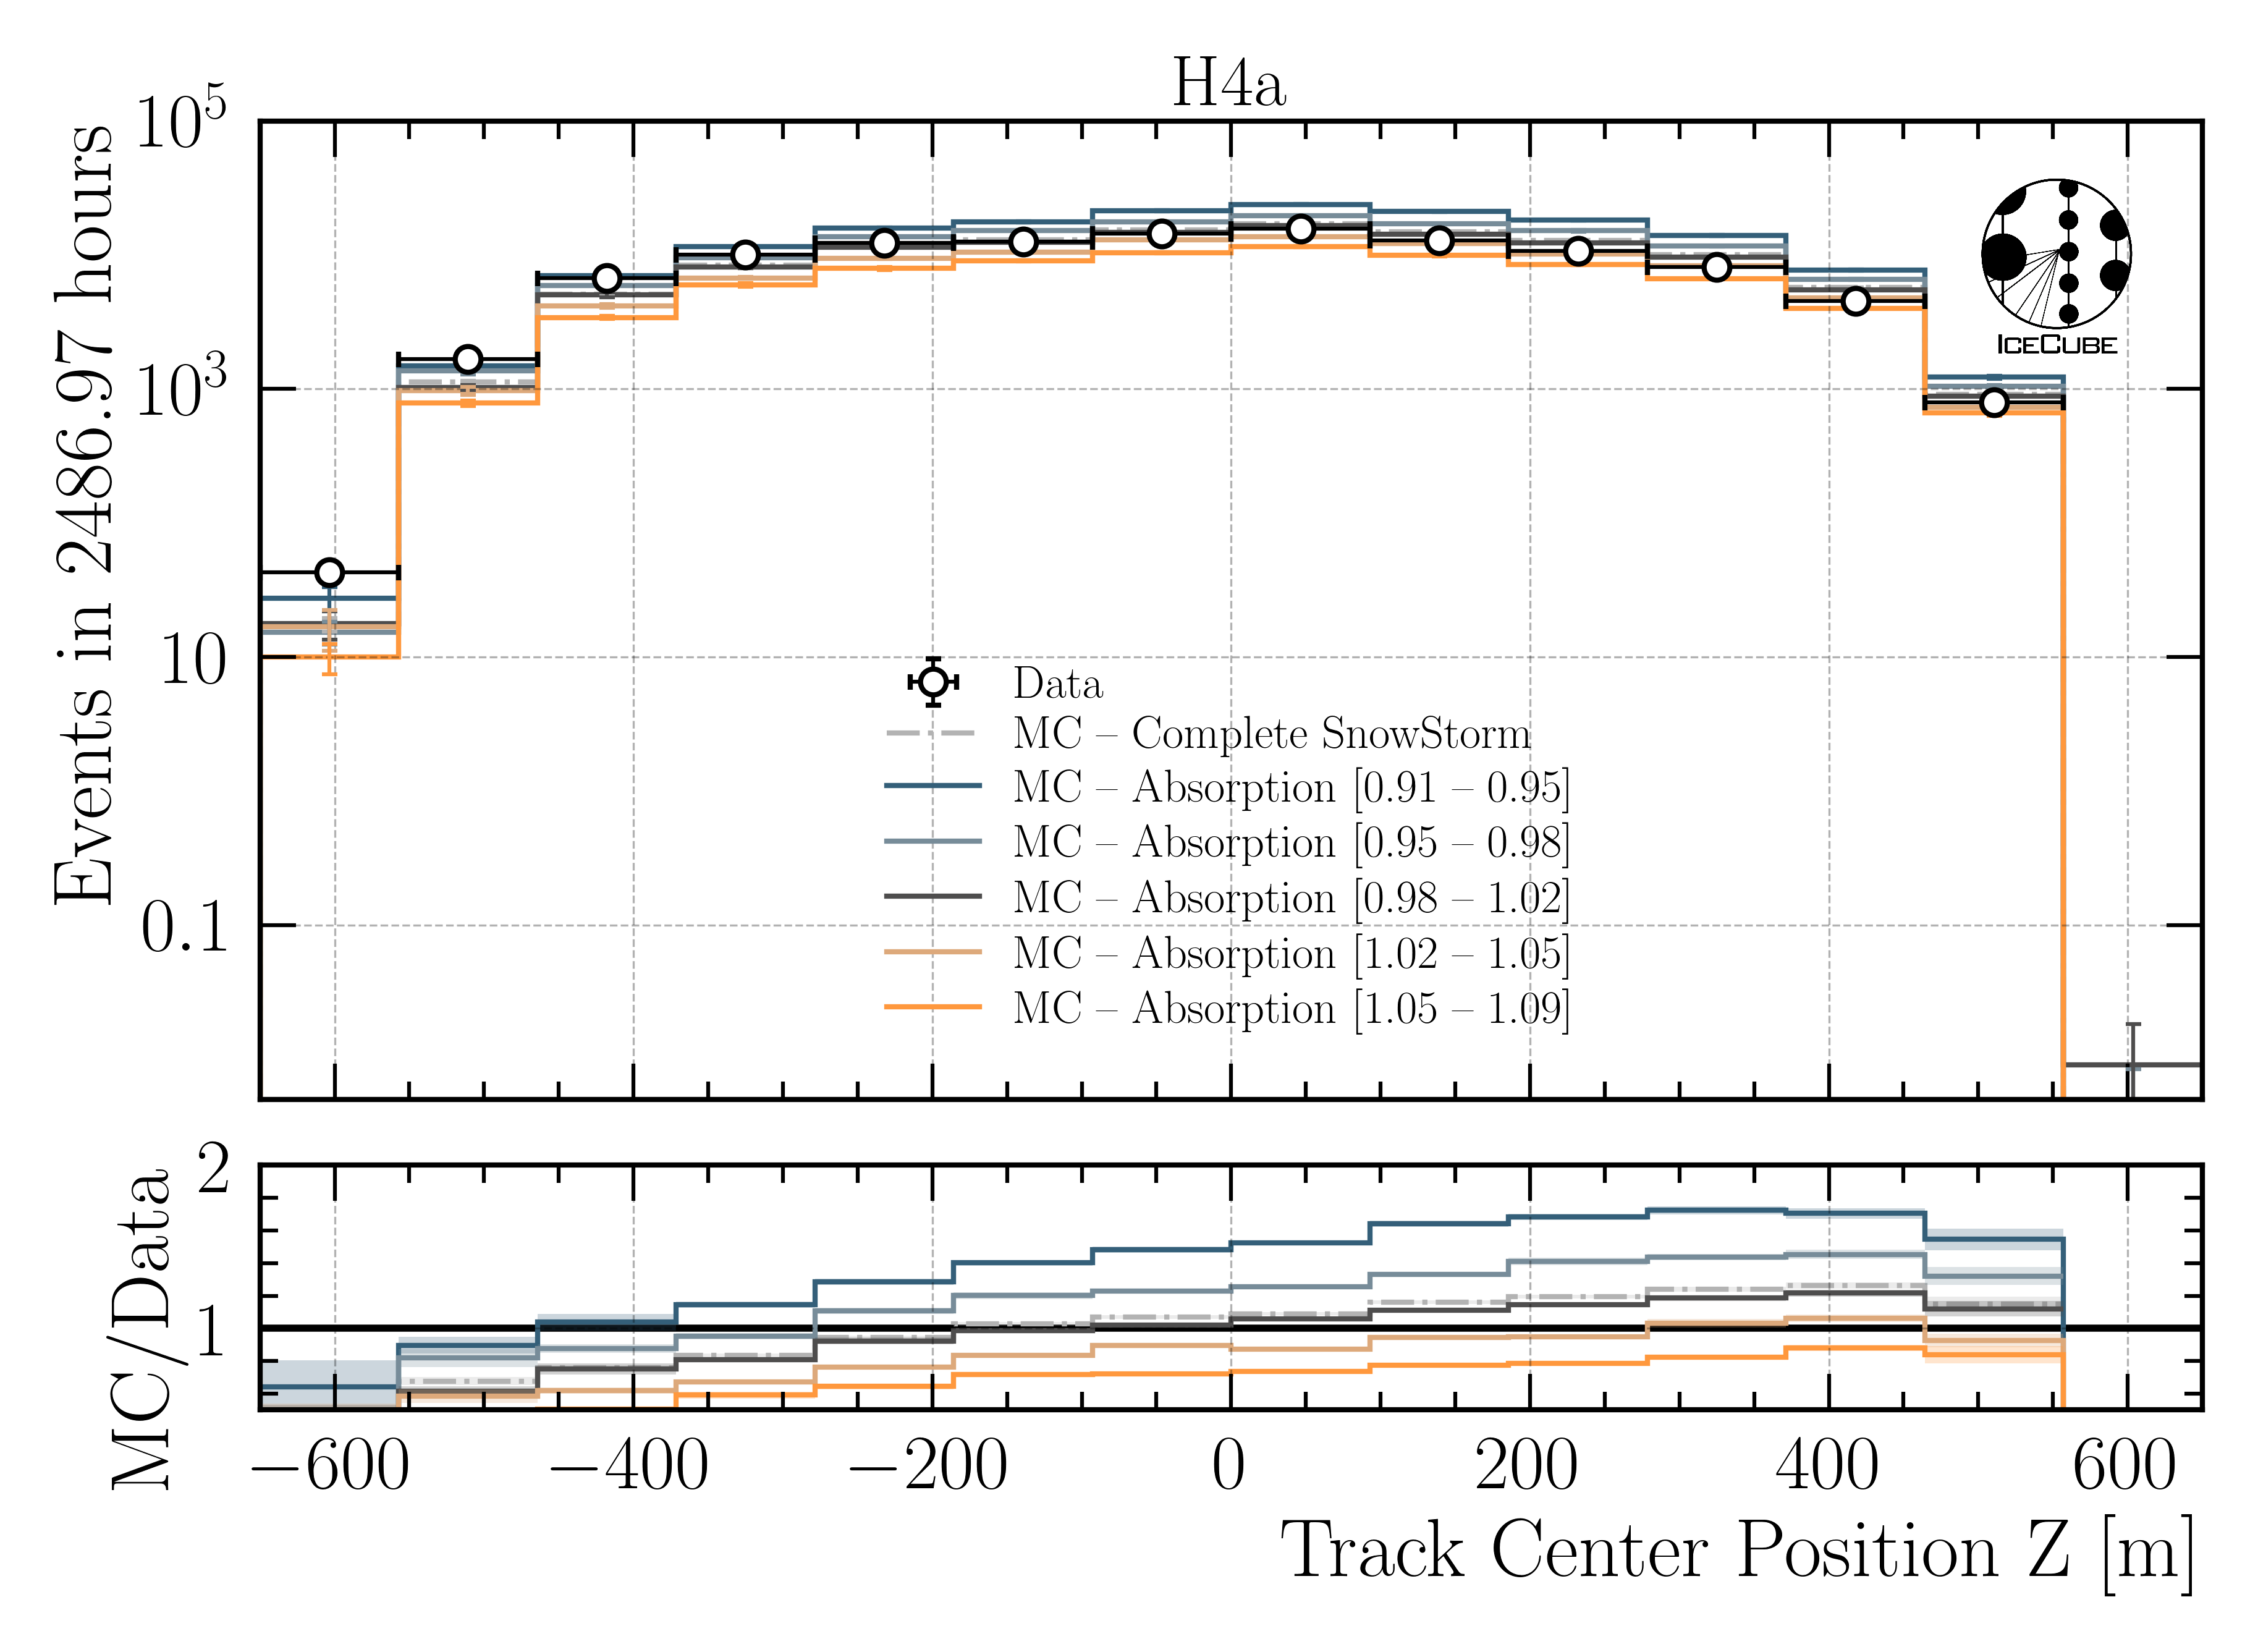 H4a
Events in 2486.97 hours
10^5
10^3
10
0.1
ICECUBE
Data
MC – Complete SnowStorm
MC – Absorption [0.91 – 0.95]
MC – Absorption [0.95 – 0.98]
MC – Absorption [0.98 – 1.02]
MC – Absorption [1.02 – 1.05]
MC – Absorption [1.05 – 1.09]
MC/Data
2
1
−600 −400 −200 0 200 400 600
Track Center Position Z [m]